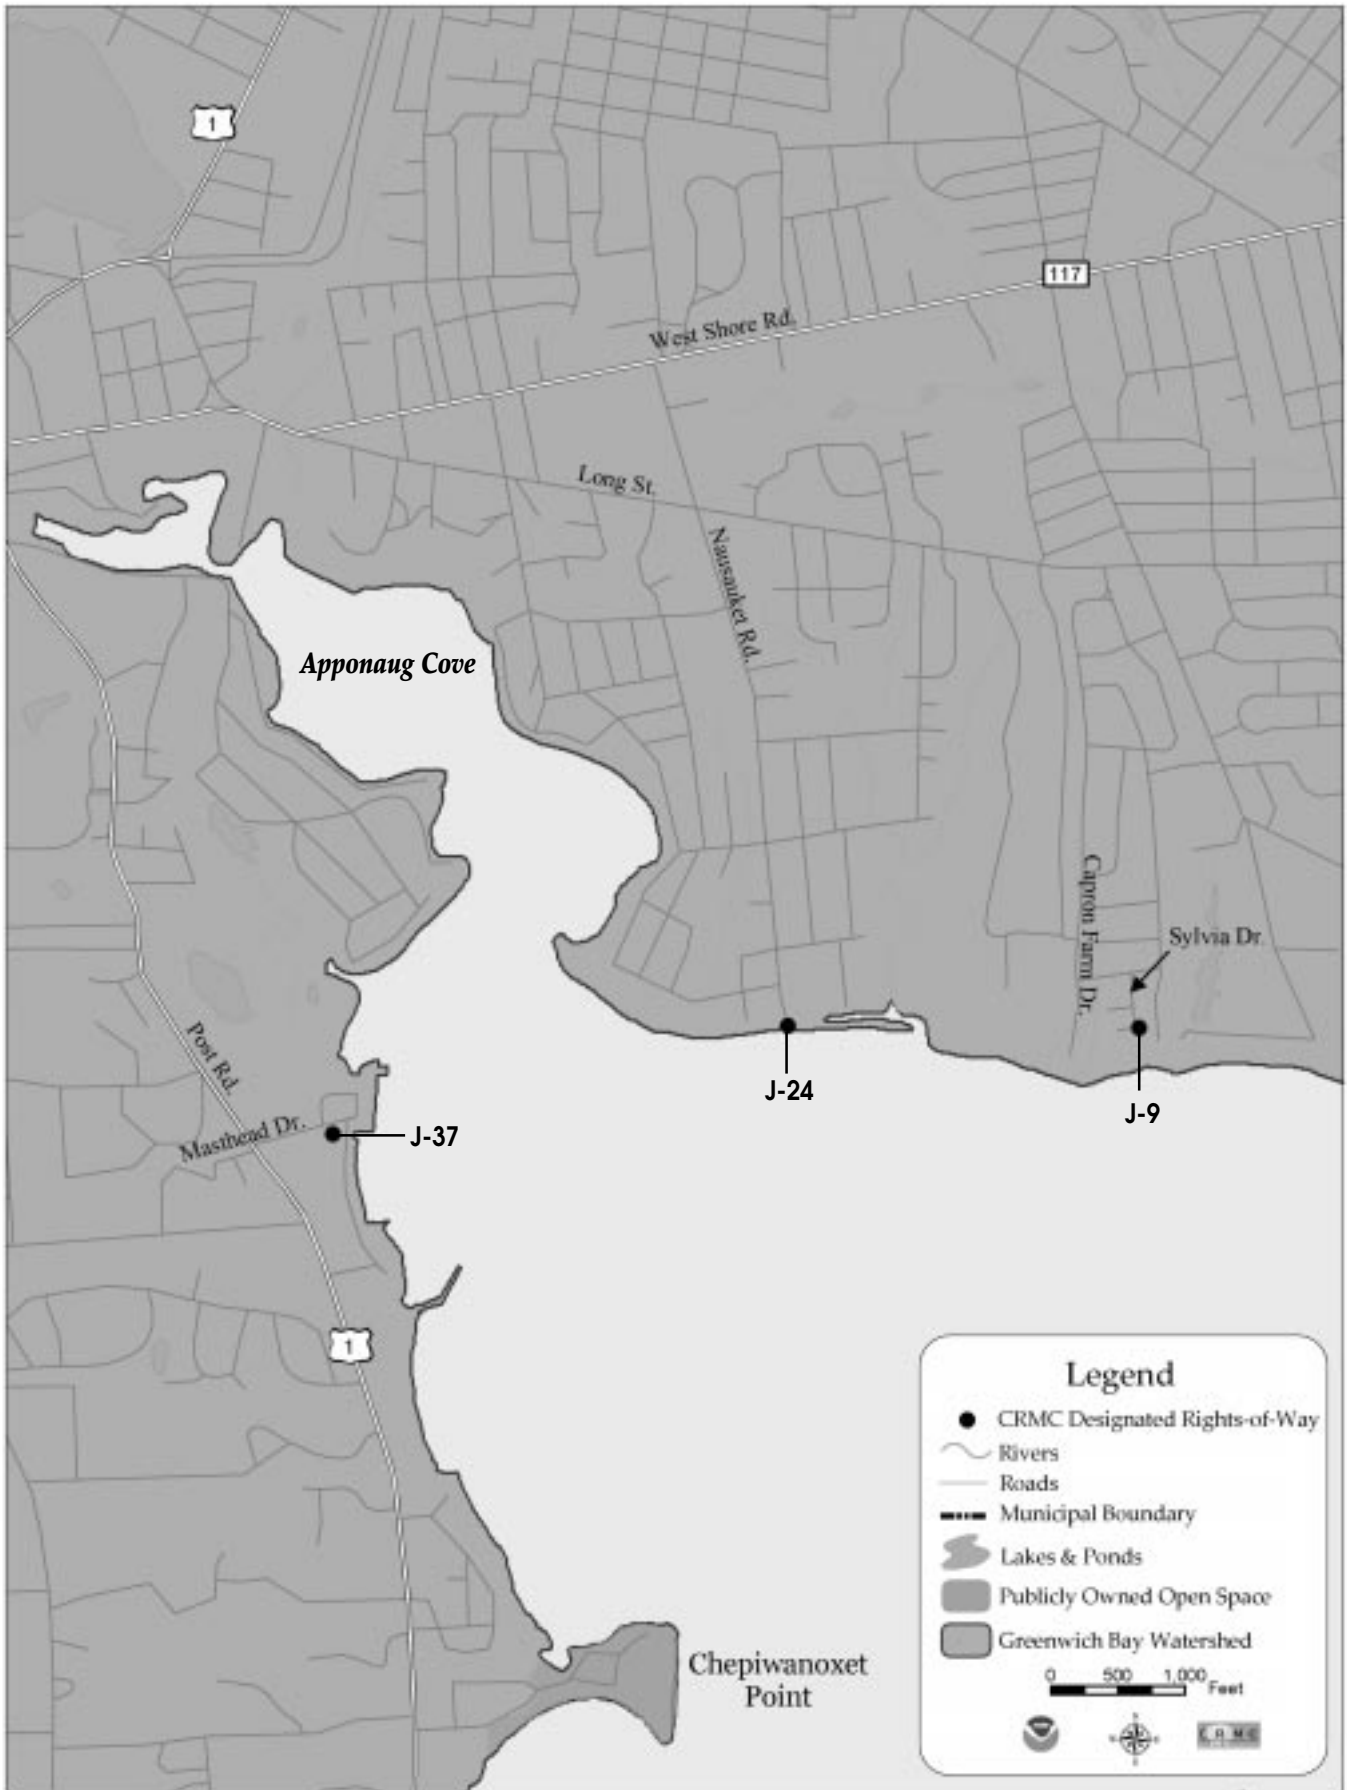 1
117
West Shore Rd.
Long St.
Nausauket Rd.
Apponaug Cove
Capron Farm Dr.
Sylvia Dr.
Post Rd.
J-24
J-9
Masthead Dr.
J-37
1
Chepiwanoxet
Point
Legend
CRMC Designated Rights-of-Way
Rivers
Roads
Municipal Boundary
Lakes & Ponds
Publicly Owned Open Space
Greenwich Bay Watershed
0 500 1,000
Feet
C R M C